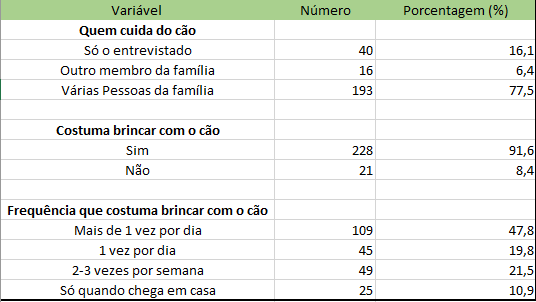 Variável Número Porcentagem (%)
Quem cuida do cão
Só o entrevistado 40 16,1
Outro membro da família 16 6,4
Várias Pessoas da família 193 77,5
Costuma brincar com o cão
Sim 228 91,6
Não 21 8,4
Frequência que costuma brincar com o cão
Mais de 1 vez por dia 109 47,8
1 vez por dia 45 19,8
2-3 vezes por semana 49 21,5
Só quando chega em casa 25 10,9